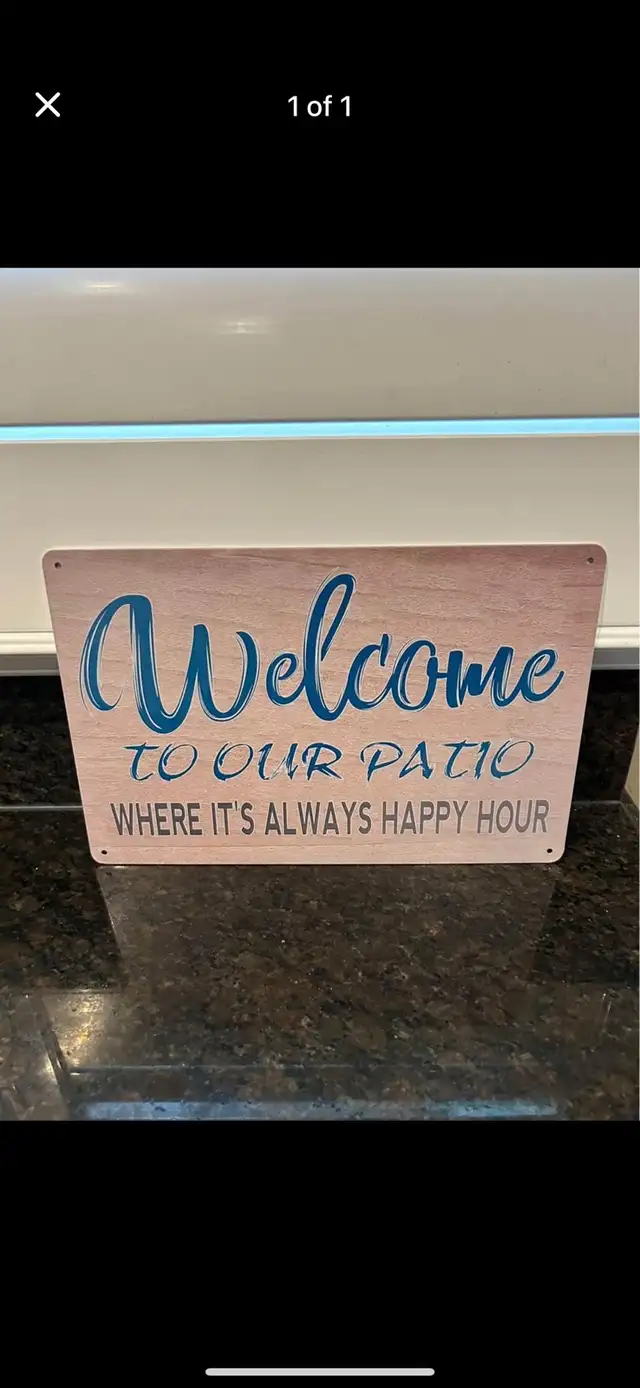 1 of 1
Welcome
TO OUR PATIO
WHERE IT'S ALWAYS HAPPY HOUR